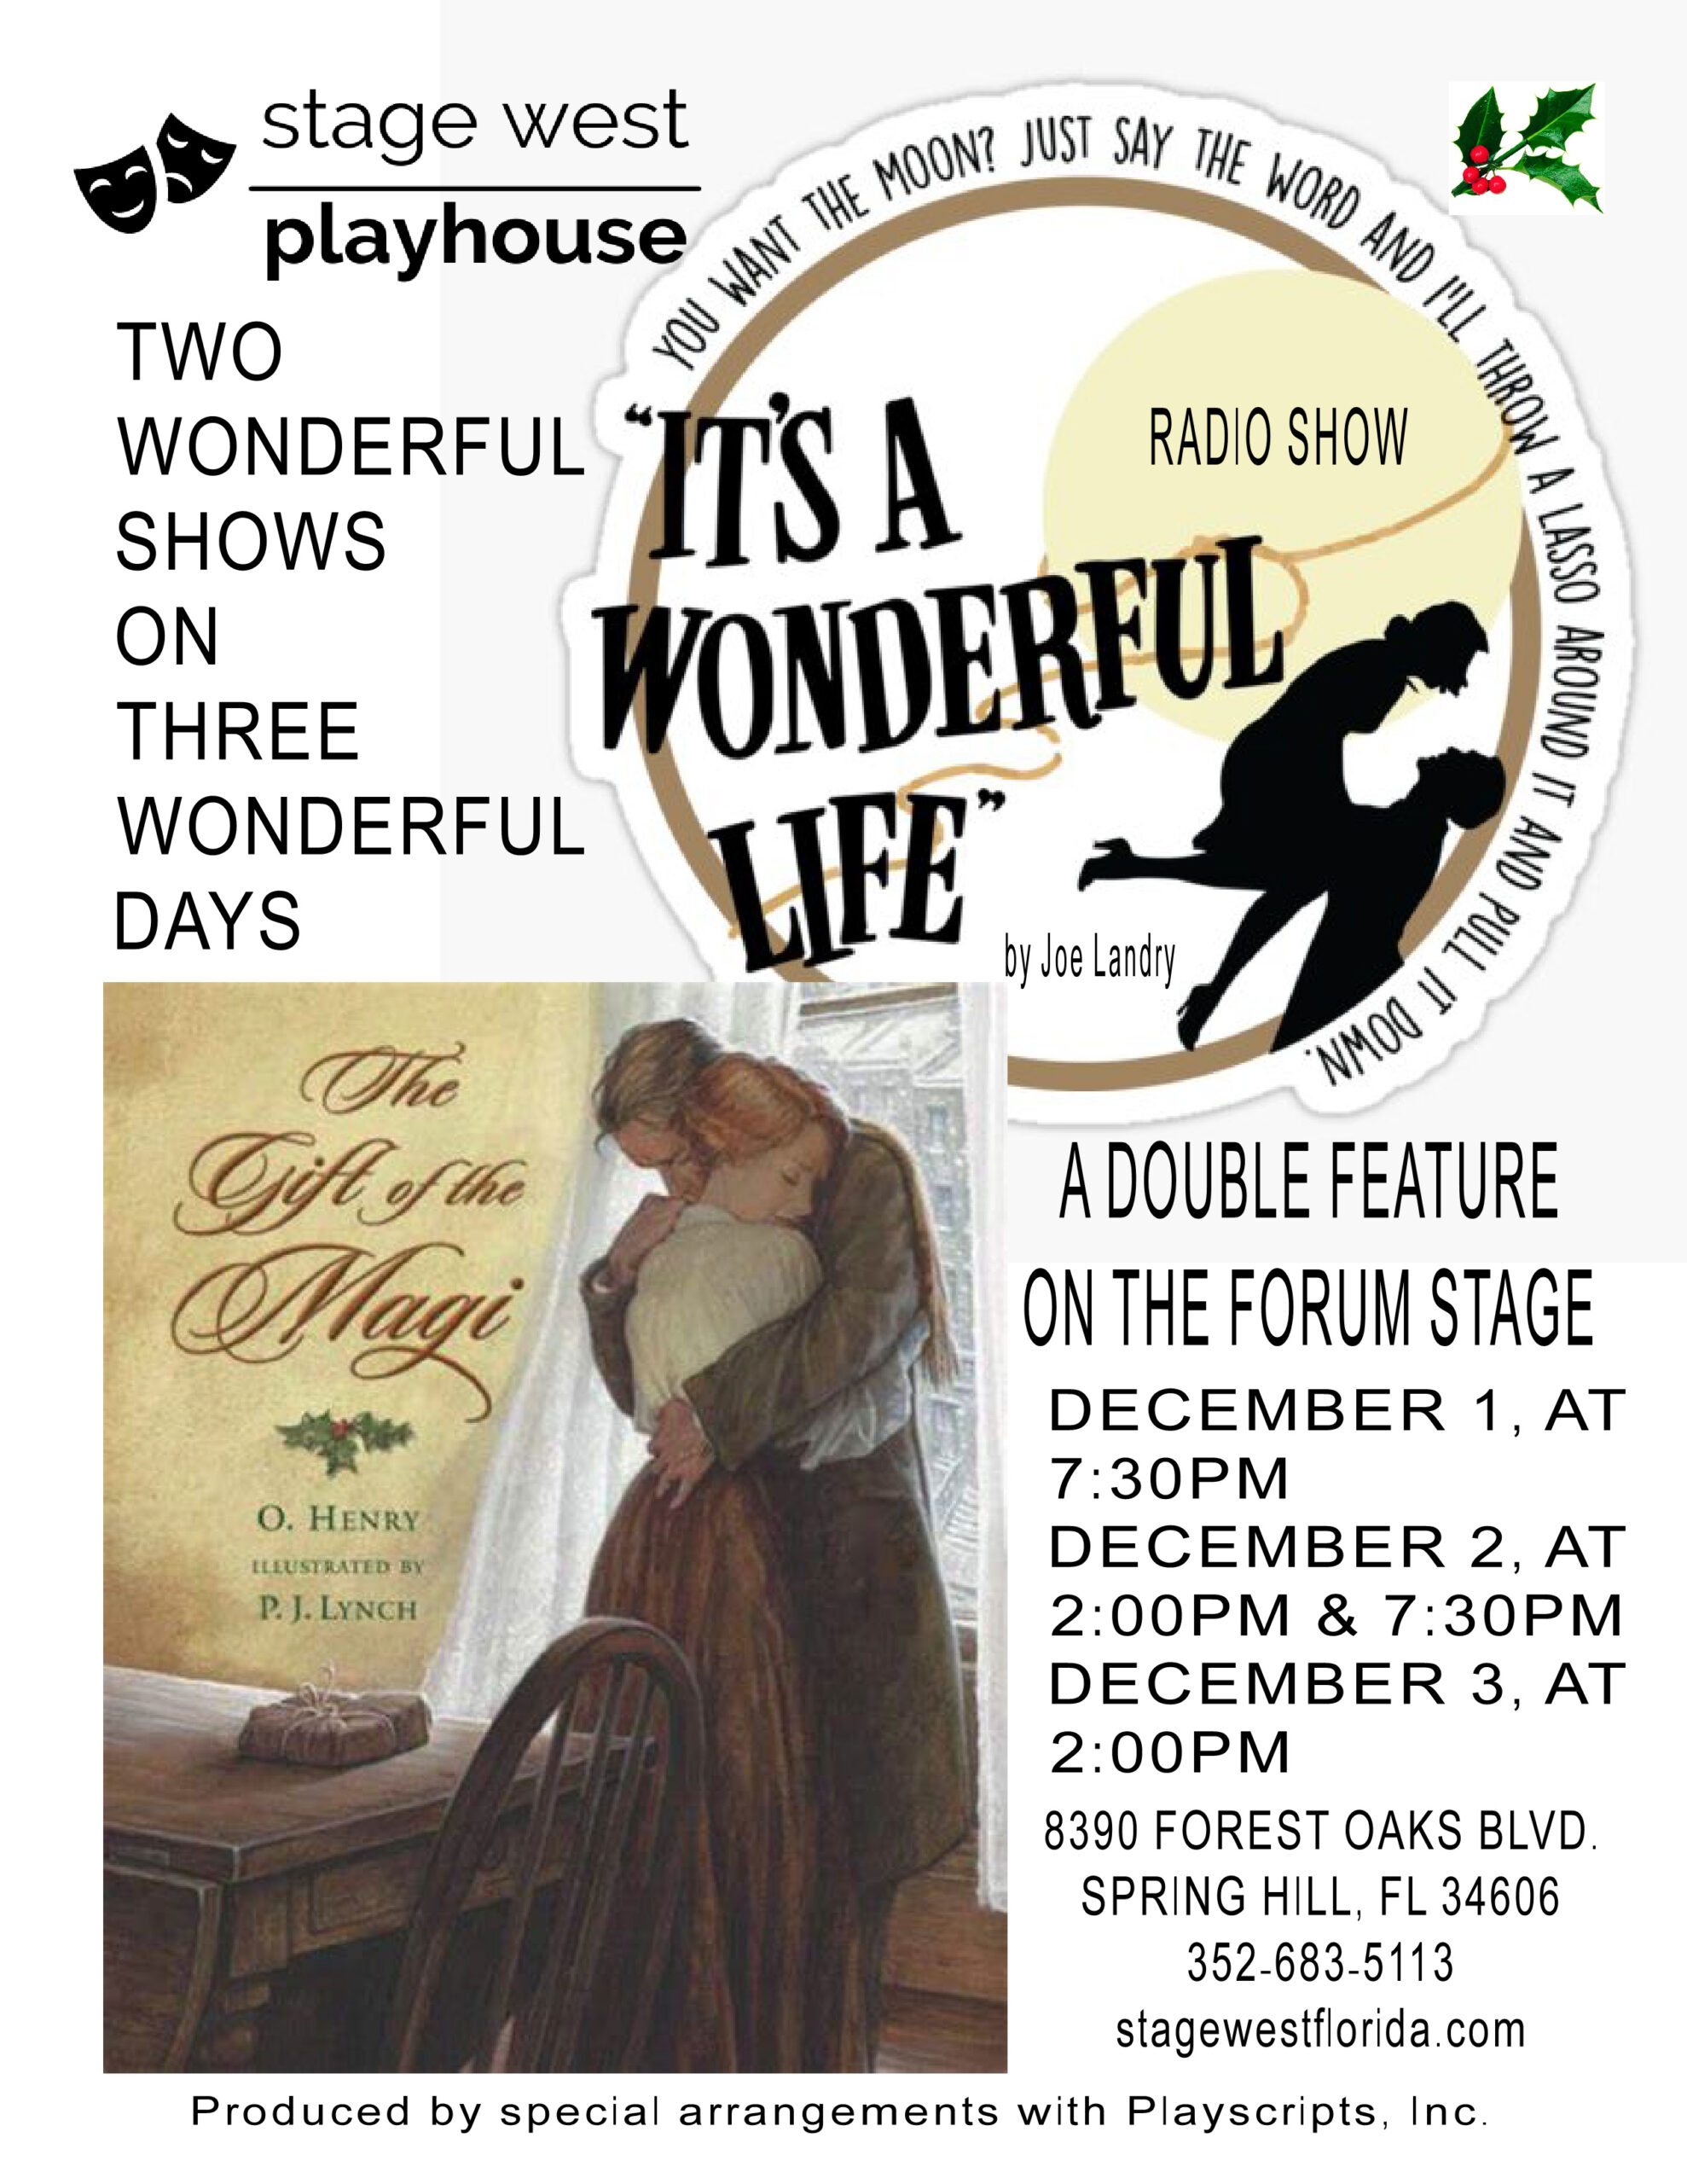 stage west
playhouse
TWO
WONDERFUL
SHOWS
ON
THREE
WONDERFUL
DAYS
YOU WANT THE MOON? JUST SAY THE WORD AND I'LL THROW A LASSO AROUND IT AND PULL IT DOWN.
"IT'S A
WONDERFUL
LIFE"
RADIO SHOW
by Joe Landry
The
Gift of the
Magi
O. HENRY
ILLUSTRATED BY
P. J. LYNCH
A DOUBLE FEATURE
ON THE FORUM STAGE
DECEMBER 1, AT
7:30PM
DECEMBER 2, AT
2:00PM & 7:30PM
DECEMBER 3, AT
2:00PM
8390 FOREST OAKS BLVD.
SPRING HILL, FL 34606
352-683-5113
stagewestflorida.com
Produced by special arrangements with Playscripts, Inc.